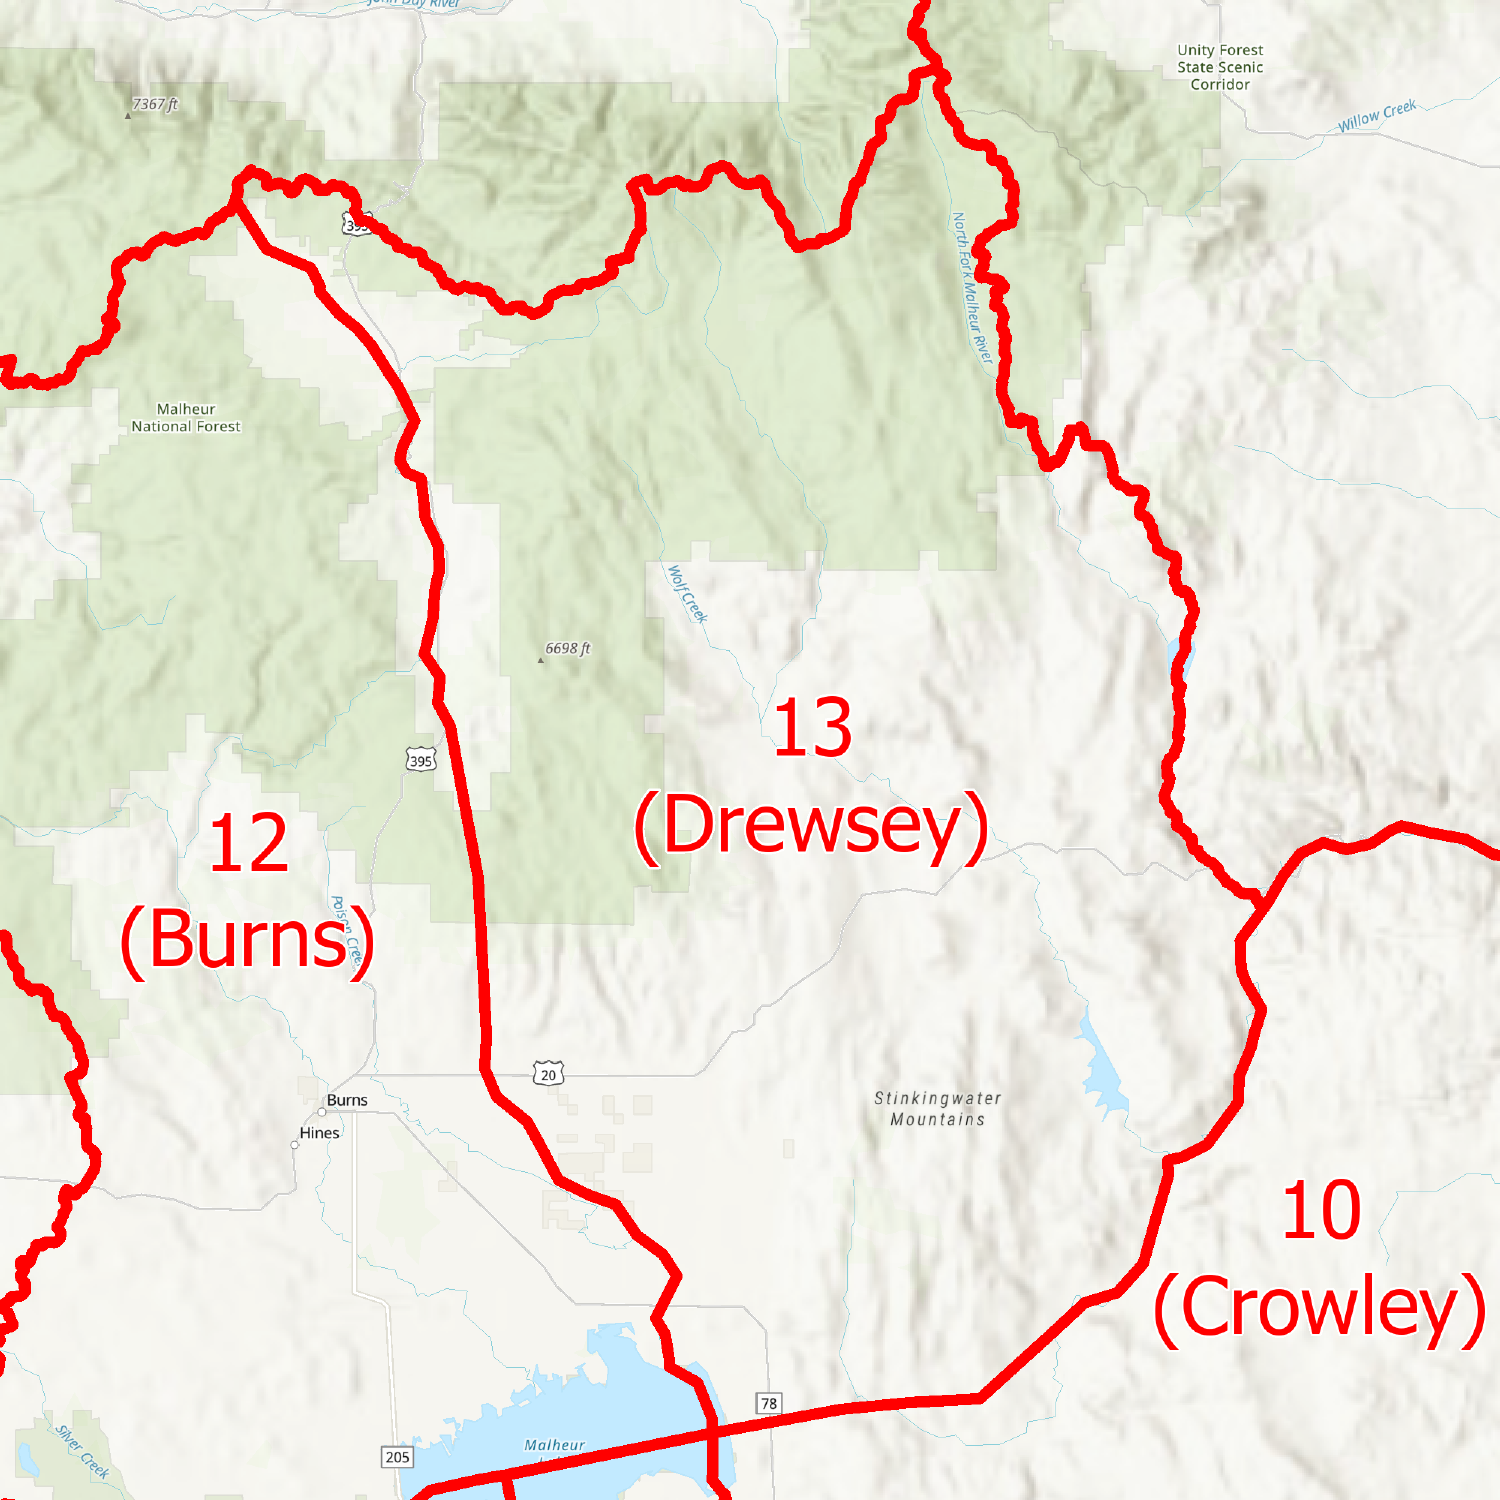 John Day River
Unity Forest
State Scenic
Corridor
7367 ft
Willow Creek
395
North Fork Malheur River
Malheur
National Forest
Wolf Creek
6698 ft
13
(Drewsey)
395
12
(Burns)
Poison Creek
20
Burns
Hines
Stinkingwater
Mountains
10
(Crowley)
78
Malheur
205
Silver Creek